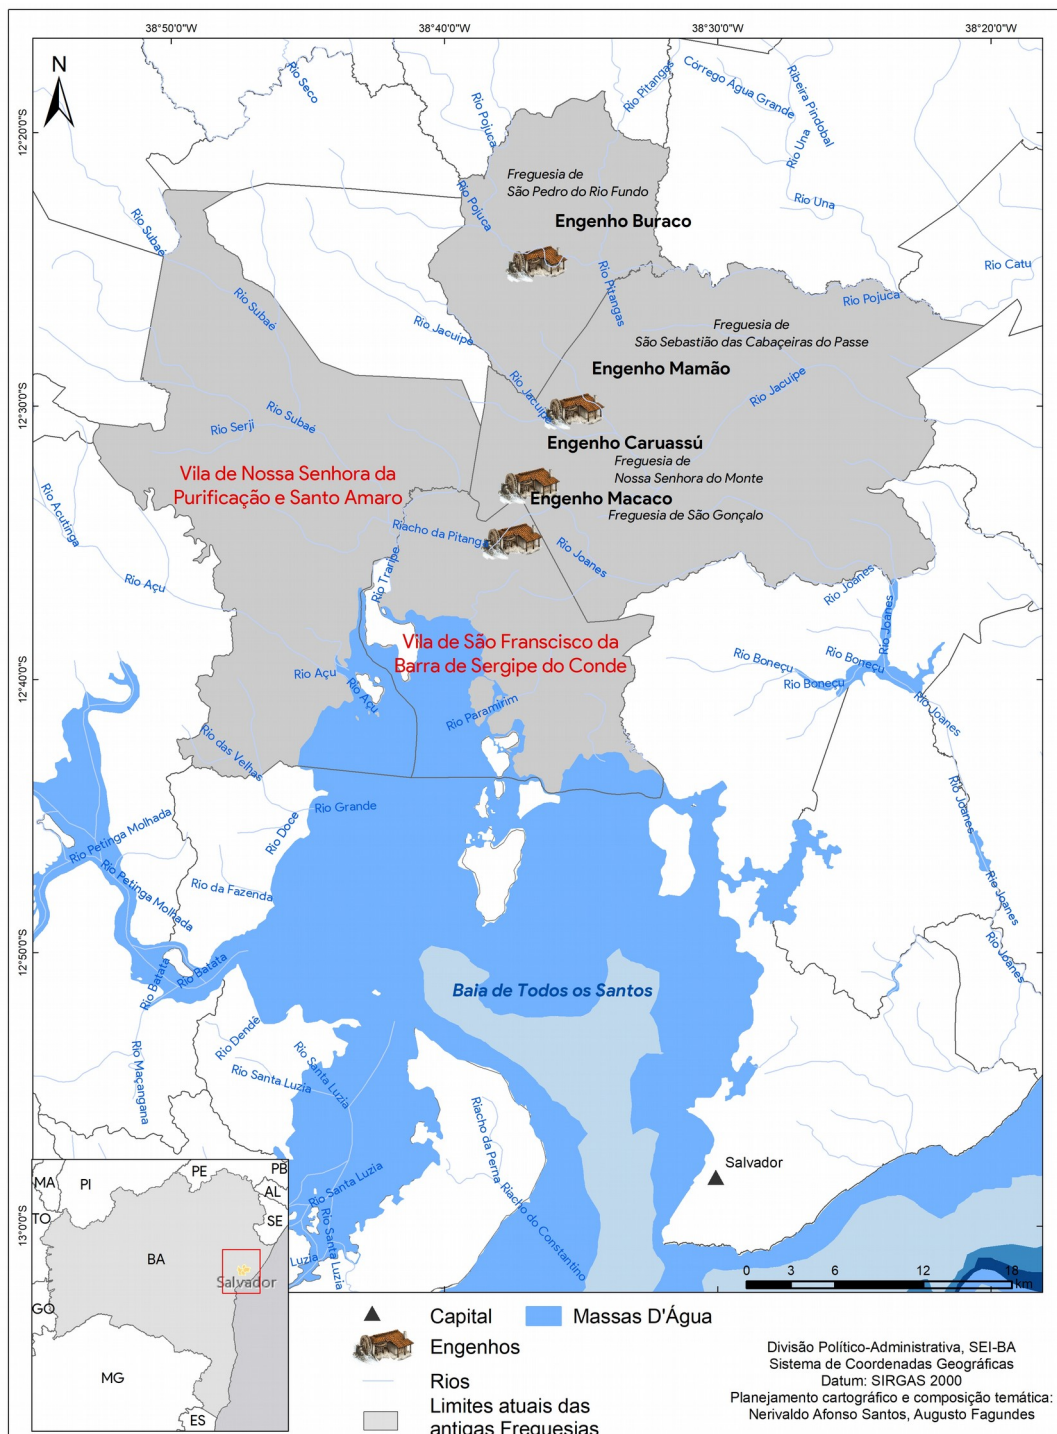 38°50'0"W
38°40'0"W
38°30'0"W
38°20'0"W
N
12°20'0"S
12°30'0"S
12°40'0"S
12°50'0"S
13°0'0"S
Rio Seco
Rio Pojuca
Rio Pitangas
Córrego Água Grande
Ribeira Pindobal
Rio Una
Rio Una
Freguesia de
São Pedro do Rio Fundo
Rio Pojuca
Engenho Buraco
Rio Subaé
Rio Catu
Rio Pitangas
Rio Pojuca
Rio Subaé
Rio Jacuipe
Freguesia de
São Sebastião das Cabaçeiras do Passe
Engenho Mamão
Rio Jacuipe
Rio Jacuipe
Rio Subaé
Rio Serji
Engenho Caruassú
Freguesia de
Nossa Senhora do Monte
Vila de Nossa Senhora da
Purificação e Santo Amaro
Engenho Macaco
Freguesia de São Gonçalo
Rio Acutinga
Riacho da Pitang
Rio Joanes
Rio Traripe
Rio Açu
Rio Joanes
Rio Joanes
Vila de São Franscisco da
Barra de Sergipe do Conde
Rio Boneçu
Rio Boneçu
Rio Boneçu
Rio Açu
Rio Açu
Rio Paramirim
Rio Joanes
Rio das Velhas
Rio Grande
Rio Doce
Rio Joanes
Rio Petinga Molhada
Rio Petinga Molhada
Rio da Fazenda
Rio Joanes
Rio Joanes
Rio Batata
Rio Batata
Baia de Todos os Santos
Rio Dendê
Rio Santa Luzia
Rio Santa Luzia
Rio Maçangana
Riacho da Perna
Riacho do Constantino
Rio Santa Luzia
Rio Santa Luzia
Luzia
Salvador
0 3 6 12 18
km
MA
PI
PE
PB
AL
SE
TO
BA
Salvador
GO
MG
ES
Capital
Massas D'Água
Engenhos
Rios
Limites atuais das
antigas Freguesias
Divisão Político-Administrativa, SEI-BA
Sistema de Coordenadas Geográficas
Datum: SIRGAS 2000
Planejamento cartográfico e composição temática:
Nerivaldo Afonso Santos, Augusto Fagundes